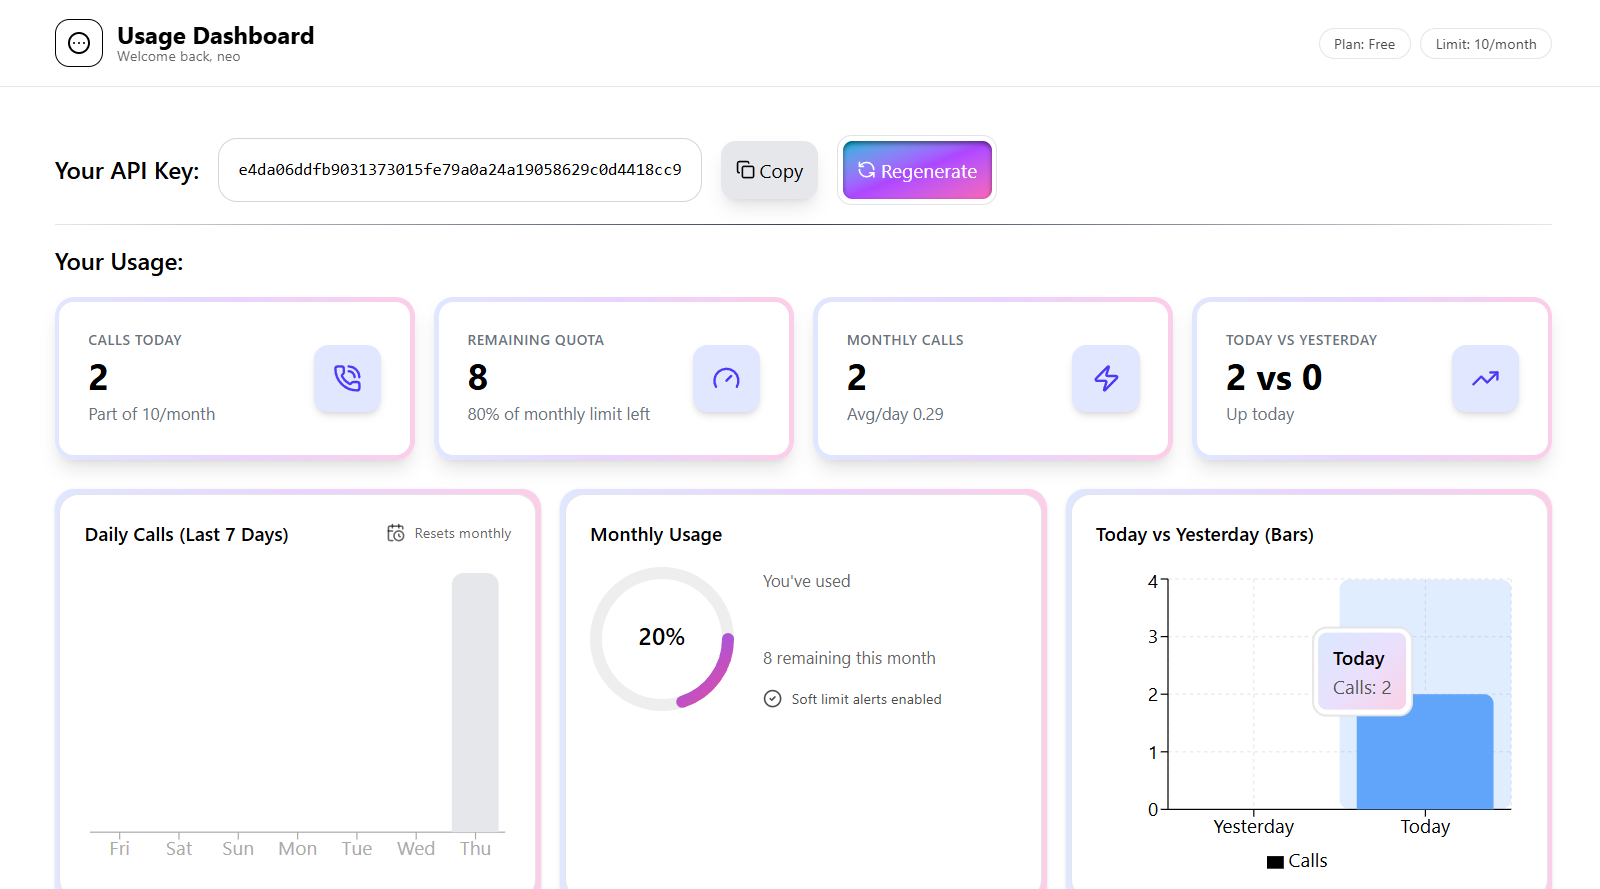 Usage Dashboard
Welcome back, neo
Plan: Free
Limit: 10/month
Your API Key:
e4da06ddfb9031373015fe79a0a24a19058629c0d4418cc9
Copy
Regenerate
Your Usage:
CALLS TODAY
2
Part of 10/month
REMAINING QUOTA
8
80% of monthly limit left
MONTHLY CALLS
2
Avg/day 0.29
TODAY VS YESTERDAY
2 vs 0
Up today
Daily Calls (Last 7 Days)
Resets monthly
Fri Sat Sun Mon Tue Wed Thu
Monthly Usage
20%
You've used
8 remaining this month
Soft limit alerts enabled
Today vs Yesterday (Bars)
4
3
2
1
0
Today
Calls: 2
Yesterday Today
Calls